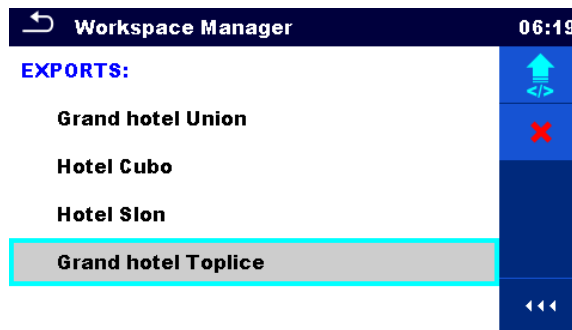 Workspace Manager 06:19
EXPORTS:
</>
Grand hotel Union
Hotel Cubo
Hotel Slon
Grand hotel Toplice